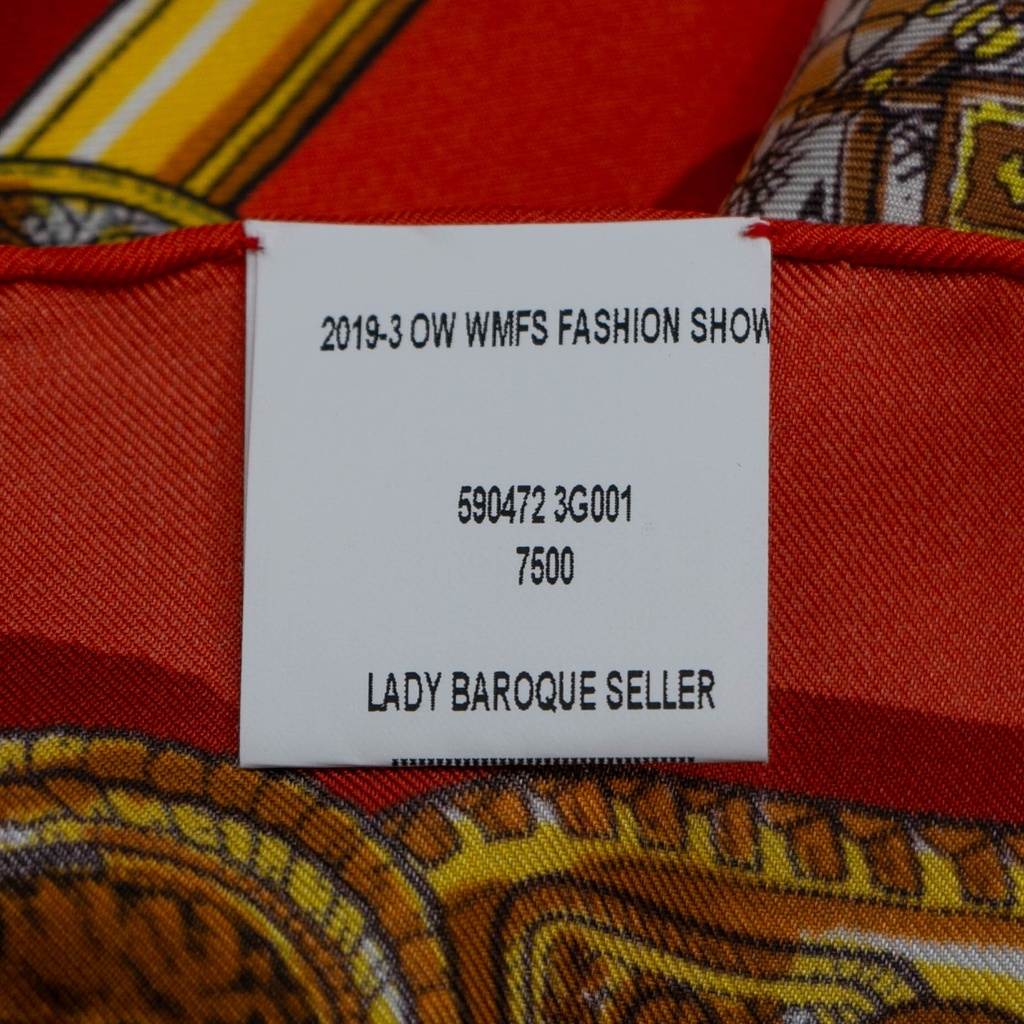 2019-3 OW WMFS FASHION SHOW
590472 3G001
7500
LADY BAROQUE SELLER